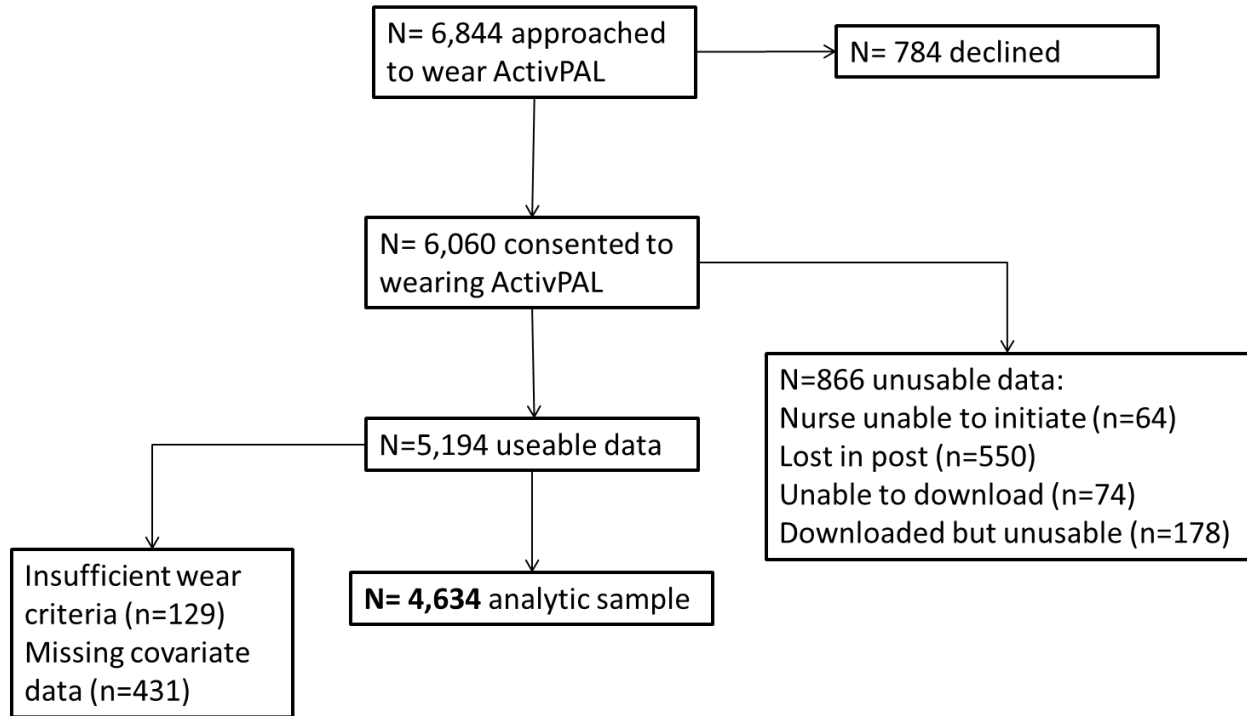 N= 6,844 approached
to wear ActivPAL
N= 784 declined
N= 6,060 consented to
wearing ActivPAL
N=866 unusable data:
Nurse unable to initiate (n=64)
Lost in post (n=550)
Unable to download (n=74)
Downloaded but unusable (n=178)
N=5,194 useable data
Insufficient wear
criteria (n=129)
Missing covariate
data (n=431)
N= 4,634 analytic sample